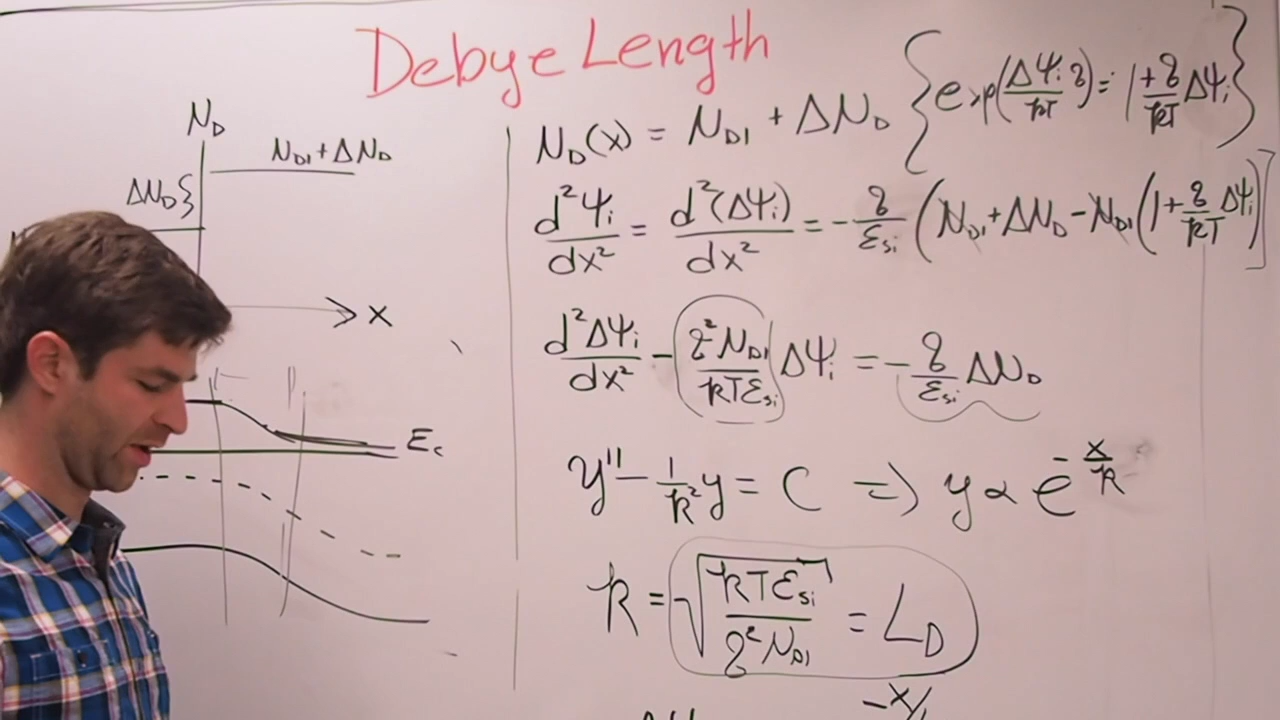 Debye Length
N_D
N_D1 + ΔN_D
ΔN_D {
x
E_c
N_D(x) = N_D1 + ΔN_D { exp(Δψ_i/kT q) = 1 + q/kT Δψ_i }
d²ψ_i/dx² = d²(Δψ_i)/dx² = - q/ε_si (N_D1 + ΔN_D - N_D1 (1 + q/kT Δψ_i)]
d²Δψ_i/dx² - q²N_D1/kTε_si Δψ_i = - q/ε_si ΔN_D
y'' - 1/k² y = C => y ∝ e^(-x/k)
k = √(kTε_si/q²N_D1) = L_D